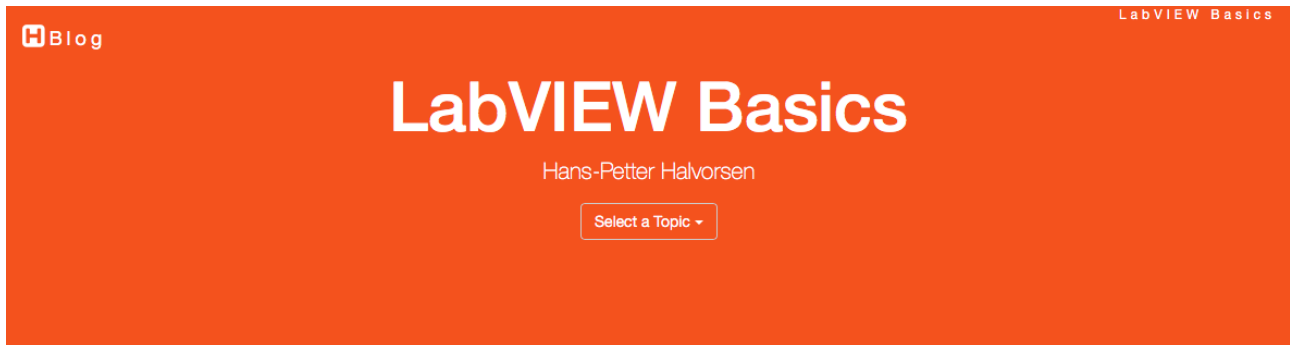 LabVIEW Basics
H Blog
LabVIEW Basics
Hans-Petter Halvorsen
Select a Topic